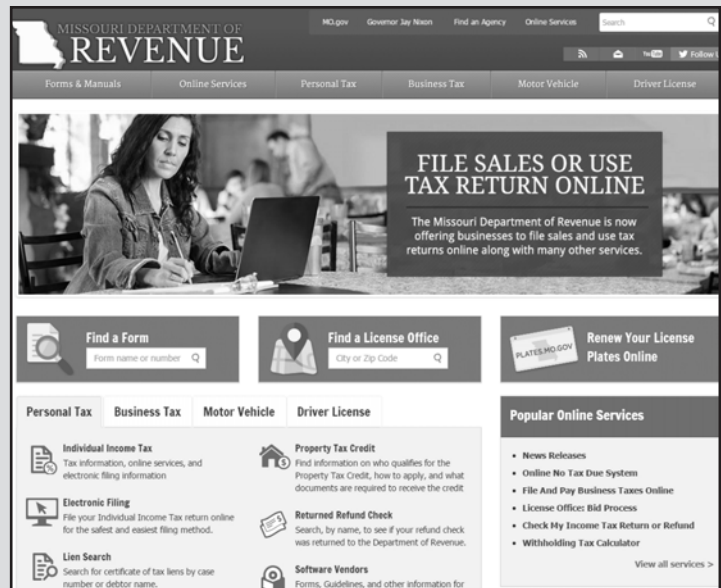 MO.gov Governor Jay Nixon Find an Agency Online Services Search
MISSOURI DEPARTMENT OF
REVENUE
YouTube Follow
Forms & Manuals Online Services Personal Tax Business Tax Motor Vehicle Driver License
FILE SALES OR USE
TAX RETURN ONLINE
The Missouri Department of Revenue is now
offering businesses to file sales and use tax
returns online along with many other services.
Find a Form
Form name or number
Find a License Office
City or Zip Code
PLATES.MO.GOV
Renew Your License
Plates Online
Personal Tax Business Tax Motor Vehicle Driver License
Individual Income Tax
Tax information, online services, and
electronic filing information
Electronic Filing
File your Individual Income Tax return online
for the safest and easiest filing method.
Lien Search
Search for certificate of tax liens by case
number or debtor name.
Property Tax Credit
Find information on who qualifies for the
Property Tax Credit, how to apply, and what
documents are required to receive the credit
Returned Refund Check
Search, by name, to see if your refund check
was returned to the Department of Revenue.
Software Vendors
Forms, Guidelines, and other information for
Popular Online Services
• News Releases
• Online No Tax Due System
• File And Pay Business Taxes Online
• License Office: Bid Process
• Check My Income Tax Return or Refund
• Withholding Tax Calculator
View all services >